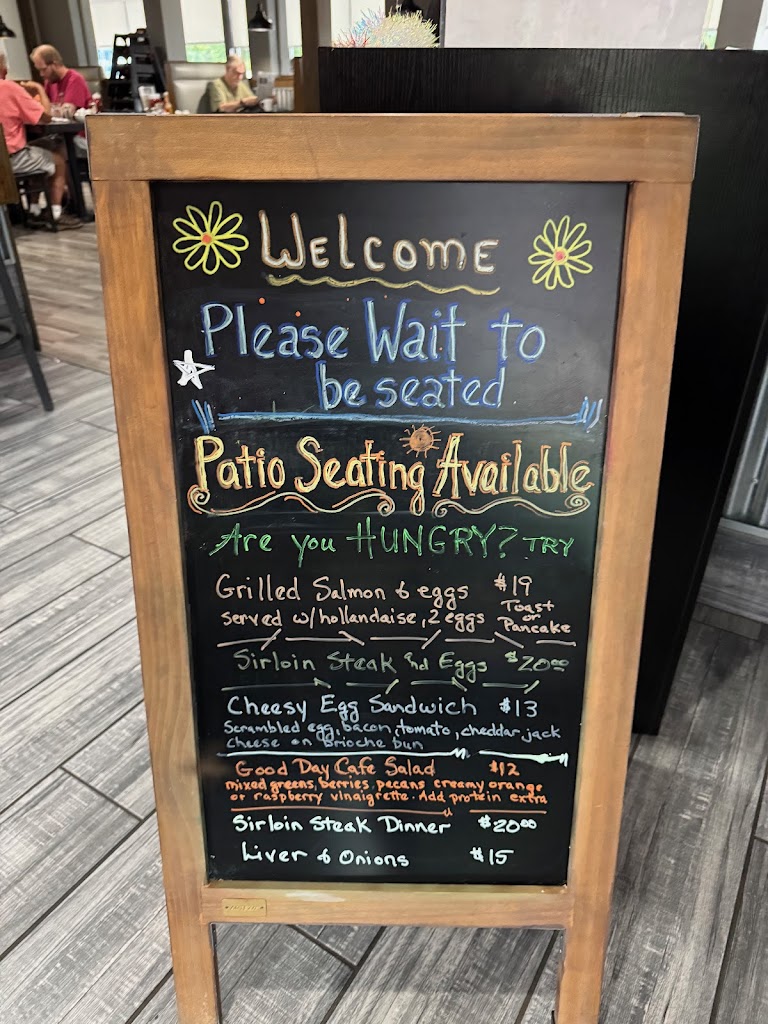 Welcome
Please Wait to
be seated
Patio Seating Available
Are you HUNGRY? TRY
Grilled Salmon & eggs $19
served w/hollandaise, 2 eggs Toast or Pancake
Sirloin Steak and Eggs $20.00
Cheesy Egg Sandwich $13
Scrambled egg, bacon, tomato, cheddar jack
cheese on Brioche bun
Good Day Cafe Salad $12
mixed greens, berries, pecans creamy orange
or raspberry vinaigrette. Add protein extra
Sirloin Steak Dinner $20.00
Liver & Onions $15